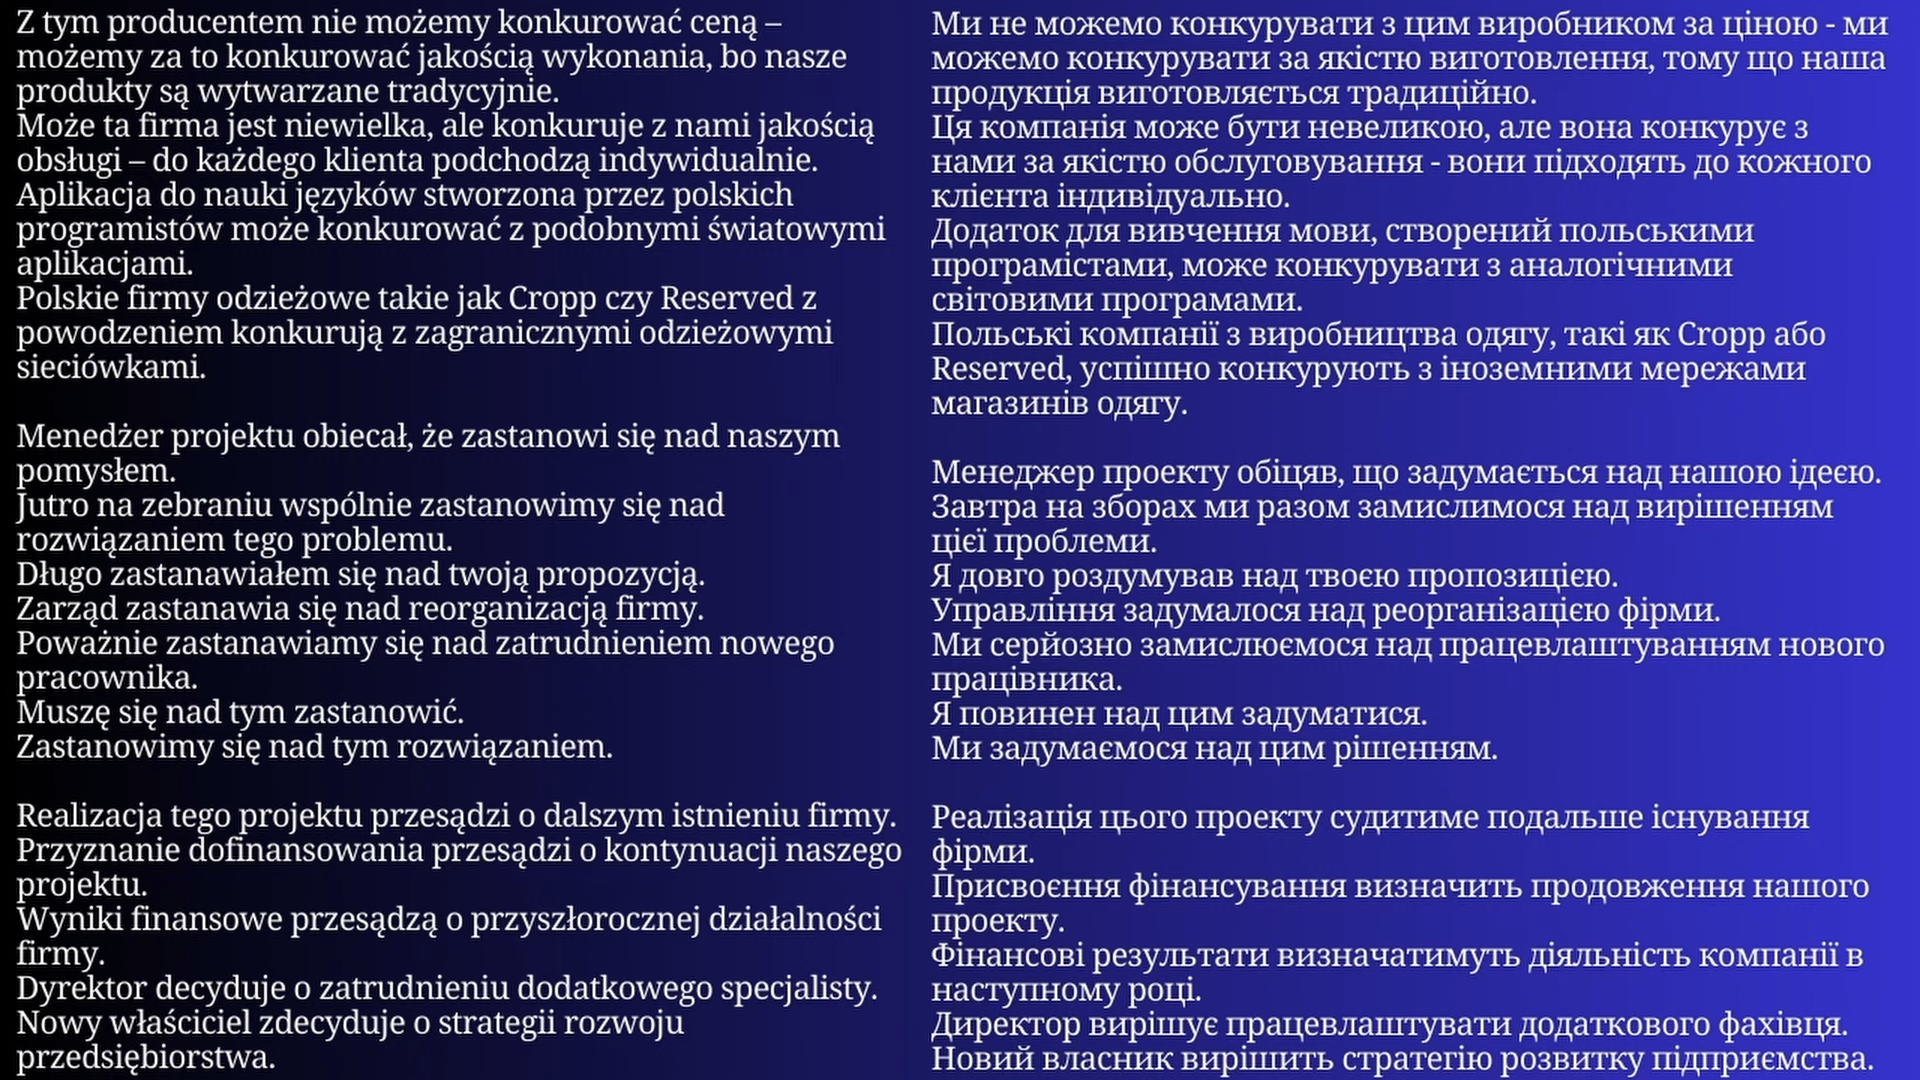 Z tym producentem nie możemy konkurować ceną –
możemy za to konkurować jakością wykonania, bo nasze
produkty są wytwarzane tradycyjnie.
Może ta firma jest niewielka, ale konkuruje z nami jakością
obsługi – do każdego klienta podchodzą indywidualnie.
Aplikacja do nauki języków stworzona przez polskich
programistów może konkurować z podobnymi światowymi
aplikacjami.
Polskie firmy odzieżowe takie jak Cropp czy Reserved z
powodzeniem konkurują z zagranicznymi odzieżowymi
sieciówkami.

Menedżer projektu obiecał, że zastanowi się nad naszym
pomysłem.
Jutro na zebraniu wspólnie zastanowimy się nad
rozwiązaniem tego problemu.
Długo zastanawiałem się nad twoją propozycją.
Zarząd zastanawia się nad reorganizacją firmy.
Poważnie zastanawiamy się nad zatrudnieniem nowego
pracownika.
Muszę się nad tym zastanowić.
Zastanowimy się nad tym rozwiązaniem.

Realizacja tego projektu przesądzi o dalszym istnieniu firmy.
Przyznanie dofinansowania przesądzi o kontynuacji naszego
projektu.
Wyniki finansowe przesądzą o przyszłorocznej działalności
firmy.
Dyrektor decyduje o zatrudnieniu dodatkowego specjalisty.
Nowy właściciel zdecyduje o strategii rozwoju
przedsiębiorstwa.

Ми не можемо конкурувати з цим виробником за ціною - ми
можемо конкурувати за якістю виготовлення, тому що наша
продукція виготовляється традиційно.
Ця компанія може бути невеликою, але вона конкурує з
нами за якістю обслуговування - вони підходять до кожного
клієнта індивідуально.
Додаток для вивчення мови, створений польськими
програмістами, може конкурувати з аналогічними
світовими програмами.
Польські компанії з виробництва одягу, такі як Cropp або
Reserved, успішно конкурують з іноземними мережами
магазинів одягу.

Менеджер проекту обіцяв, що задумається над нашою ідеєю.
Завтра на зборах ми разом замислимося над вирішенням
цієї проблеми.
Я довго роздумував над твоєю пропозицією.
Управління задумалося над реорганізацією фірми.
Ми серйозно замислюємося над працевлаштуванням нового
працівника.
Я повинен над цим задуматися.
Ми задумаємося над цим рішенням.

Реалізація цього проекту судитиме подальше існування
фірми.
Присвоєння фінансування визначить продовження нашого
проекту.
Фінансові результати визначатимуть діяльність компанії в
наступному році.
Директор вирішує працевлаштувати додаткового фахівця.
Новий власник вирішить стратегію розвитку підприємства.